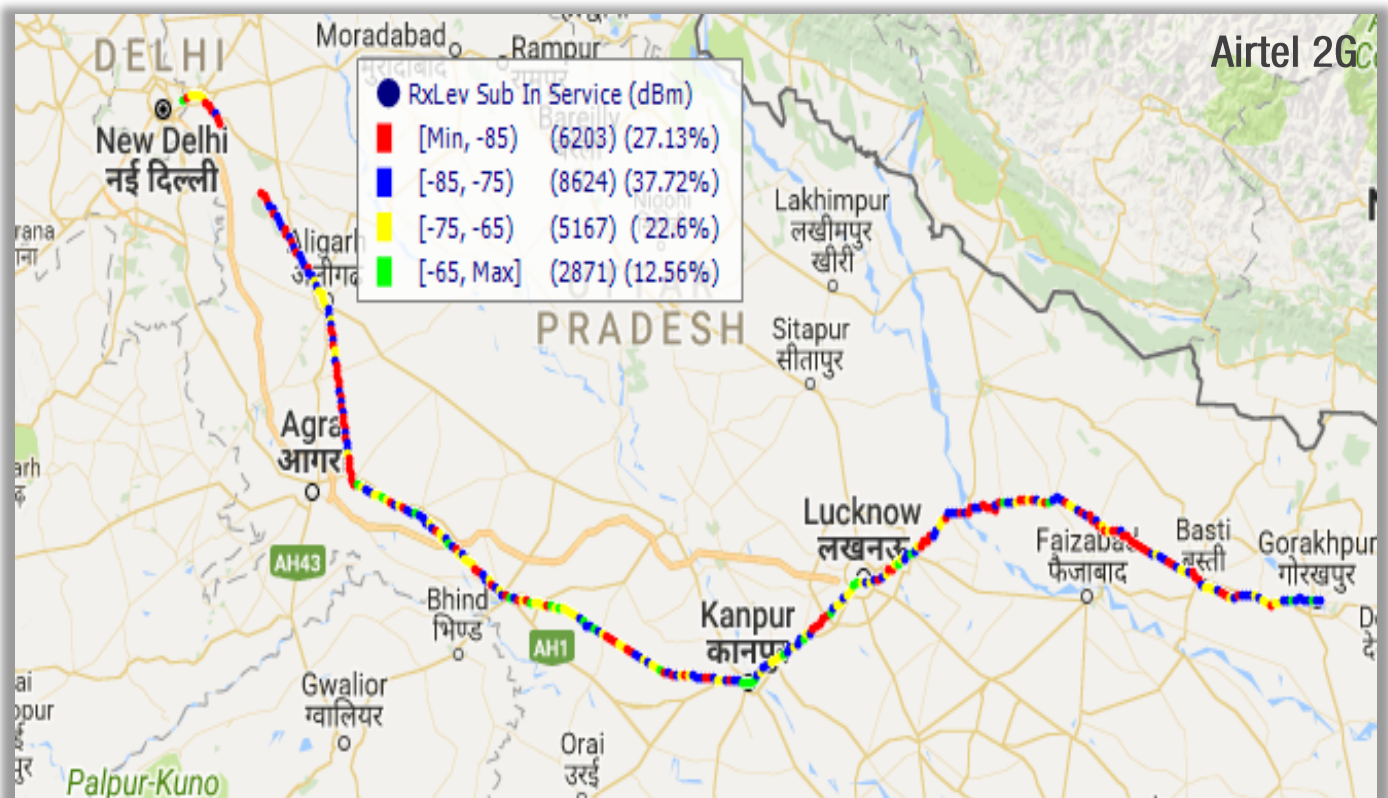 DELHI
Moradabad
मुरादाबाद
Rampur
Airtel 2G
New Delhi
नई दिल्ली
RxLev Sub In Service (dBm)
[Min, -85) (6203) (27.13%)
[-85, -75) (8624) (37.72%)
[-75, -65) (5167) (22.6%)
[-65, Max] (2871) (12.56%)
Bareilly
Nigohi
Lakhimpur
लखीमपुर
खीरी
Aligarh
UTTAR
PRADESH
Sitapur
सीतापुर
Agra
आगर
Lucknow
लखनऊ
Faizabad
फैजाबाद
Basti
बस्ती
Gorakhpur
गोरखपुर
AH43
Bhind
भिण्ड
AH1
Kanpur
कानपुर
Gwalior
ग्वालियर
Orai
उरई
Palpur-Kuno